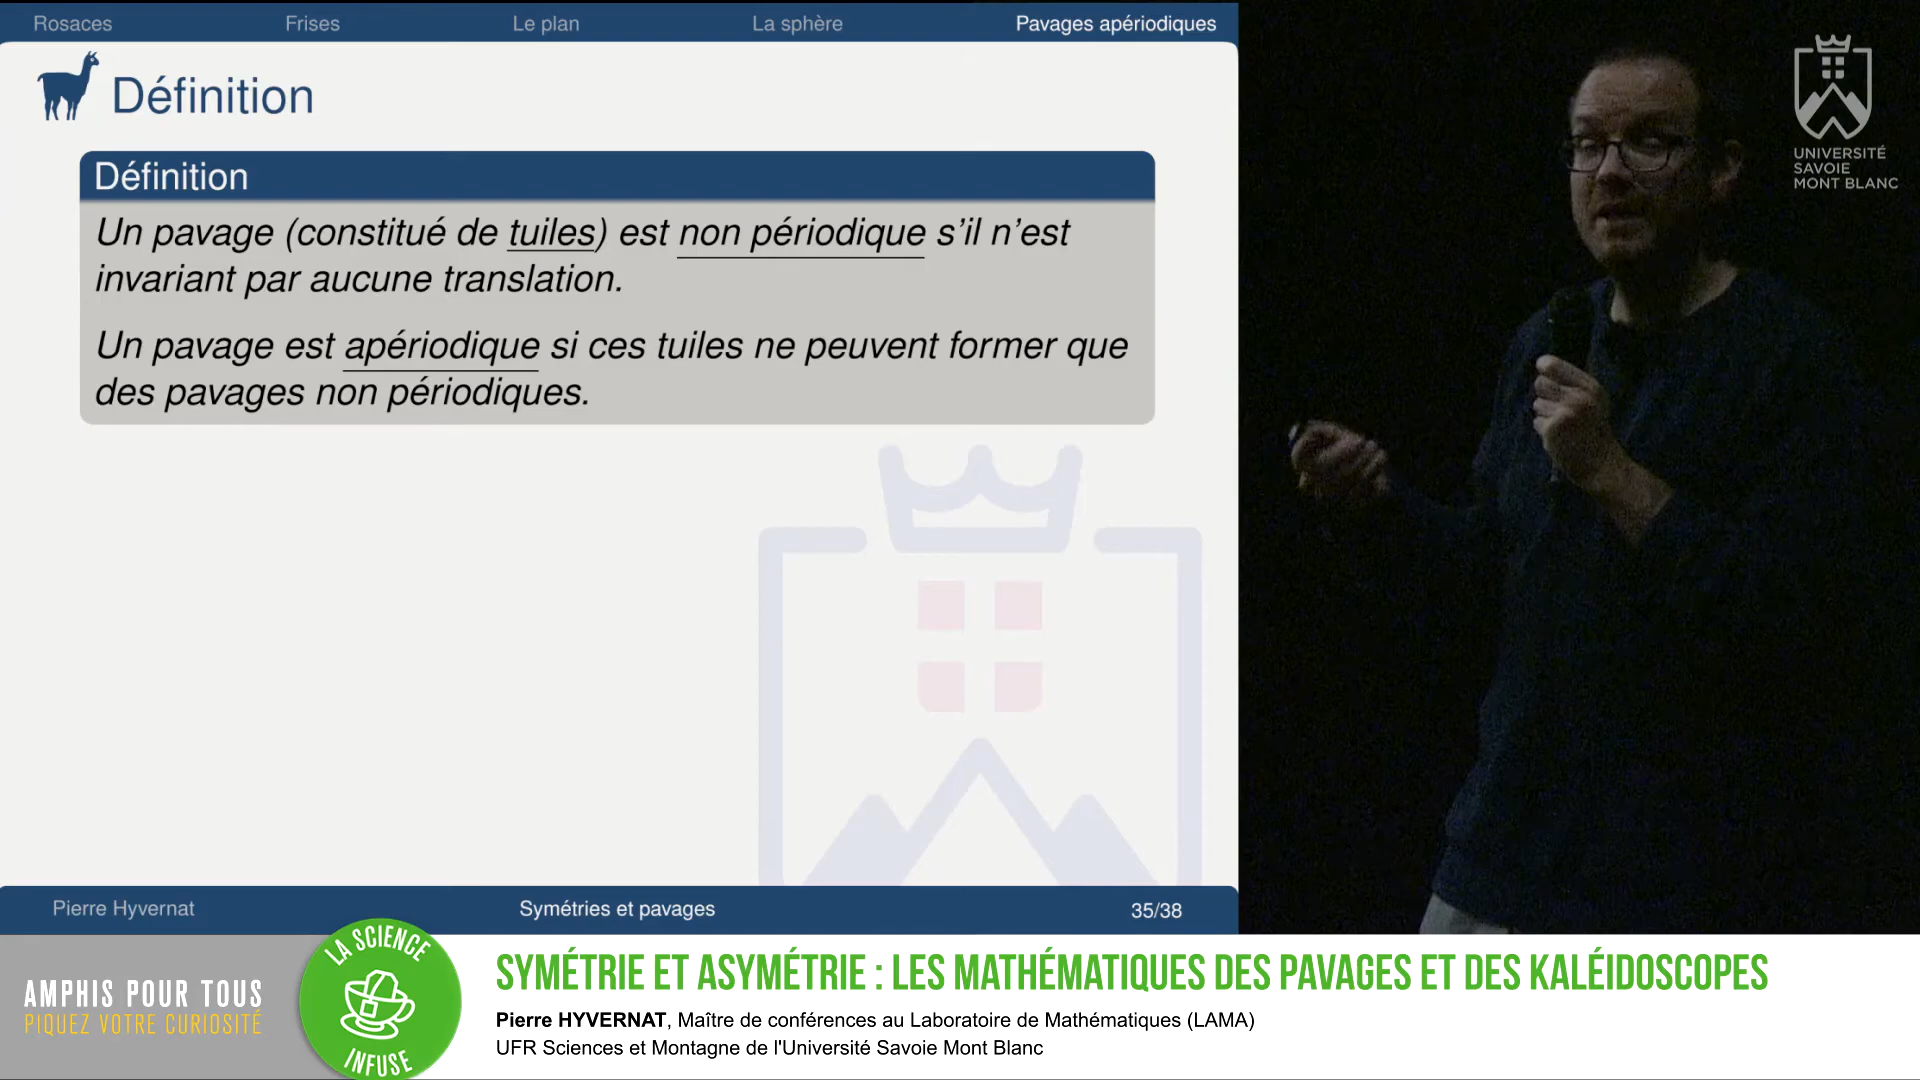 Rosaces Frises Le plan La sphère Pavages apériodiques
Définition
Définition
Un pavage (constitué de tuiles) est non périodique s'il n'est
invariant par aucune translation.
Un pavage est apériodique si ces tuiles ne peuvent former que
des pavages non périodiques.
Pierre Hyvernat Symétries et pavages 35/38
UNIVERSITÉ
SAVOIE
MONT BLANC
AMPHIS POUR TOUS
PIQUEZ VOTRE CURIOSITÉ
LA SCIENCE
INFUSE
SYMÉTRIE ET ASYMÉTRIE : LES MATHÉMATIQUES DES PAVAGES ET DES KALÉIDOSCOPES
Pierre HYVERNAT, Maître de conférences au Laboratoire de Mathématiques (LAMA)
UFR Sciences et Montagne de l'Université Savoie Mont Blanc